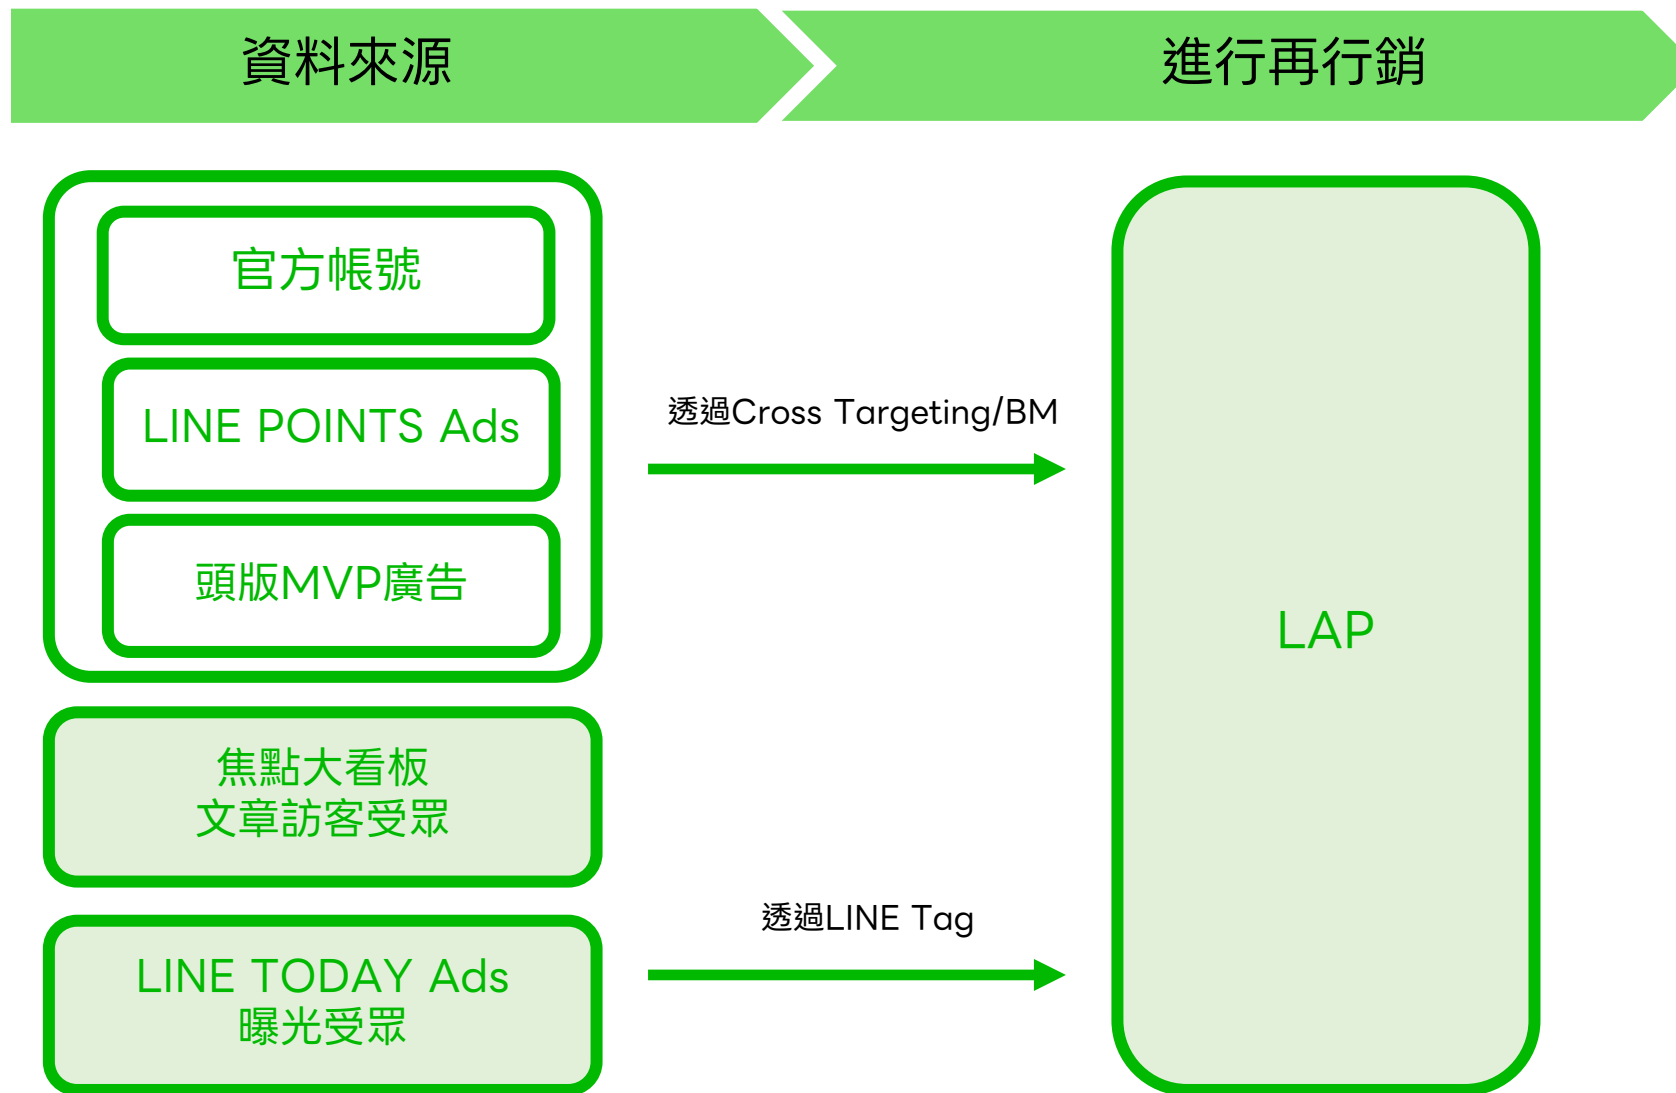 資料來源
進行再行銷
官方帳號
LINE POINTS Ads
頭版MVP廣告
透過Cross Targeting/BM
LAP
焦點大看板
文章訪客受眾
透過LINE Tag
LINE TODAY Ads
曝光受眾